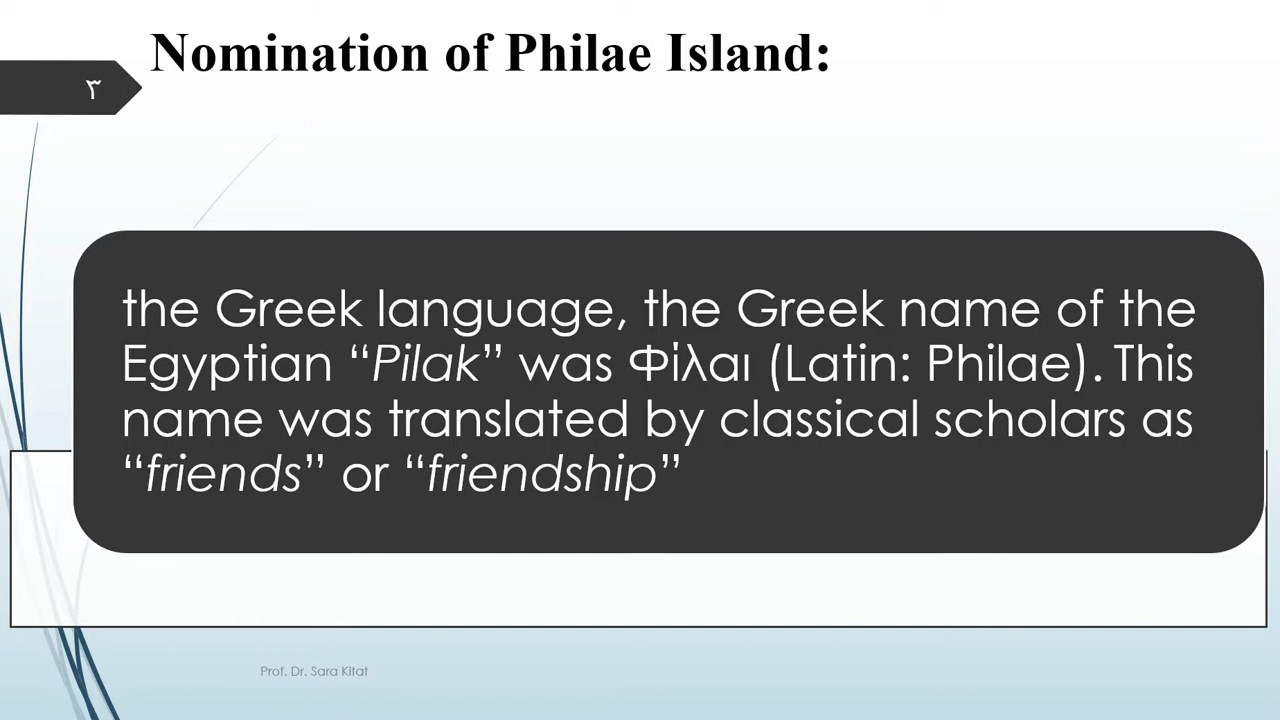 Nomination of Philae Island:
٣
the Greek language, the Greek name of the
Egyptian “Pilak” was Φίλαι (Latin: Philae). This
name was translated by classical scholars as
“friends” or “friendship”
Prof. Dr. Sara Kitat